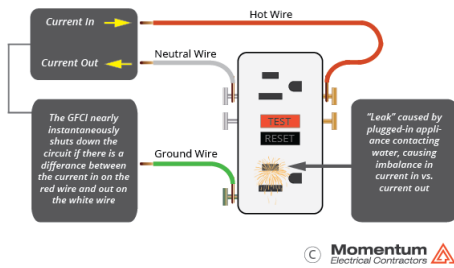 Current In
Current Out
Hot Wire
Neutral Wire
The GFCI nearly
instantaneously
shuts down the
circuit if there is a
differance between
the current in on the
red wire and out on
the white wire
Ground Wire
TEST
RESET
“Leak” caused by
plugged-in appli-
ance contacting
water, causing
imbalance in
current in vs.
current out
© Momentum
Electrical Contractors